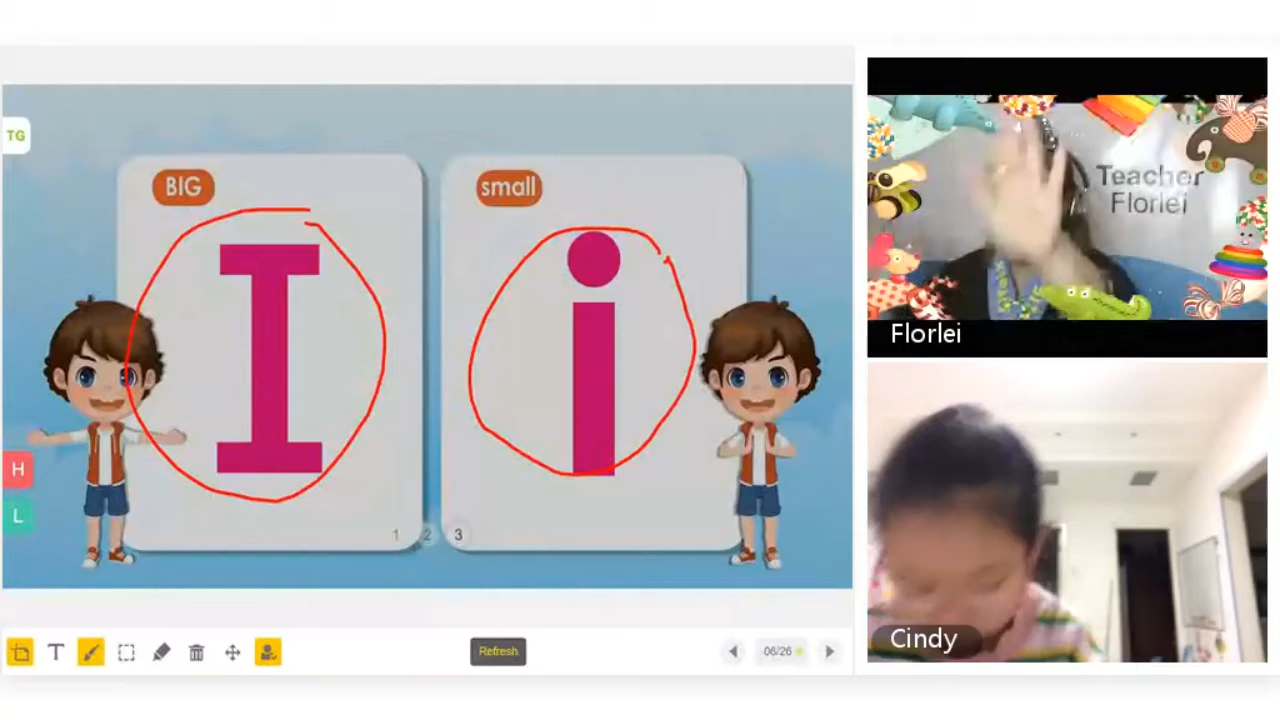 TG
BIG
small
I
i
H
L
1 2 3
T
Refresh
06/26
Teacher
Florlei
Florlei
Cindy